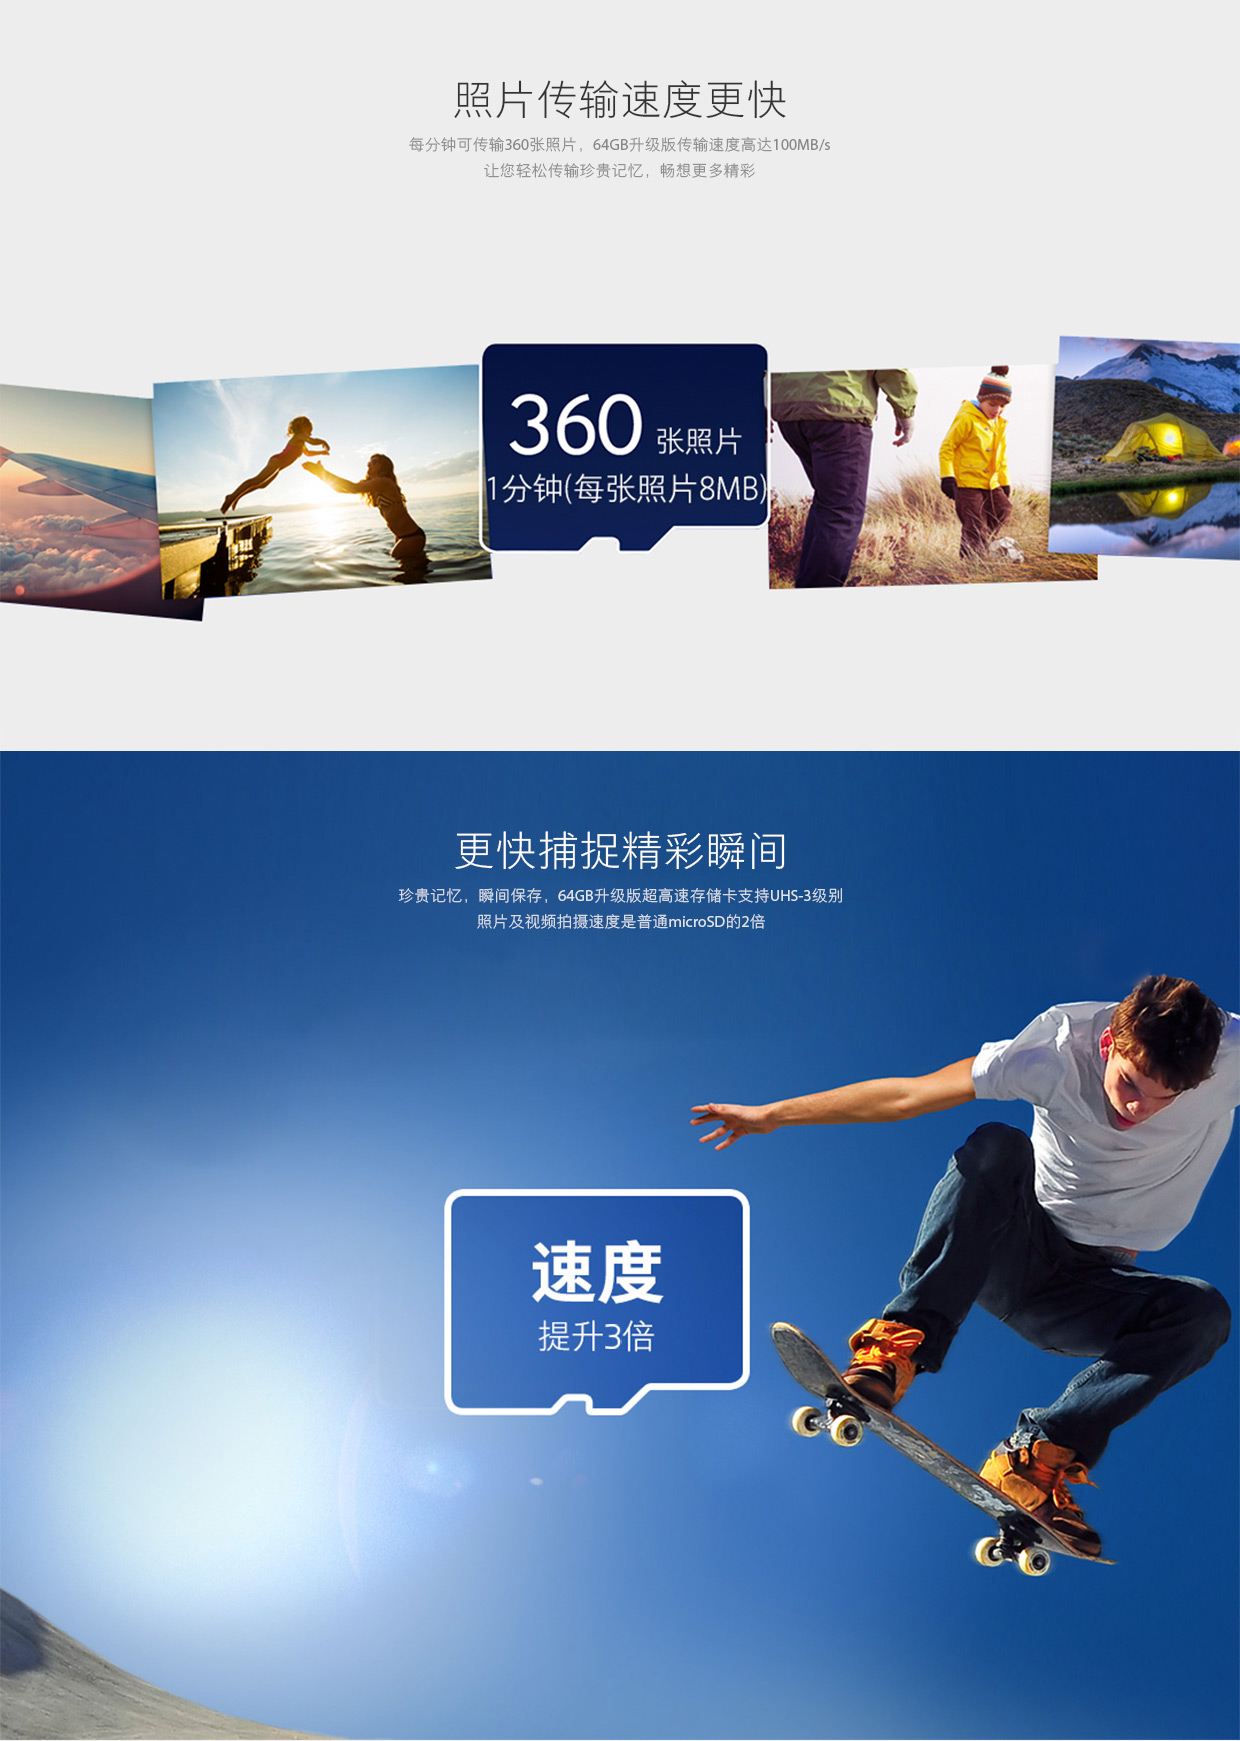 照片传输速度更快
每分钟可传输360张照片，64GB升级版传输速度高达100MB/s
让您轻松传输珍贵记忆，畅想更多精彩
360 张照片
1分钟(每张照片8MB)
更快捕捉精彩瞬间
珍贵记忆，瞬间保存，64GB升级版超高速存储卡支持UHS-3级别
照片及视频拍摄速度是普通microSD的2倍
速度
提升3倍